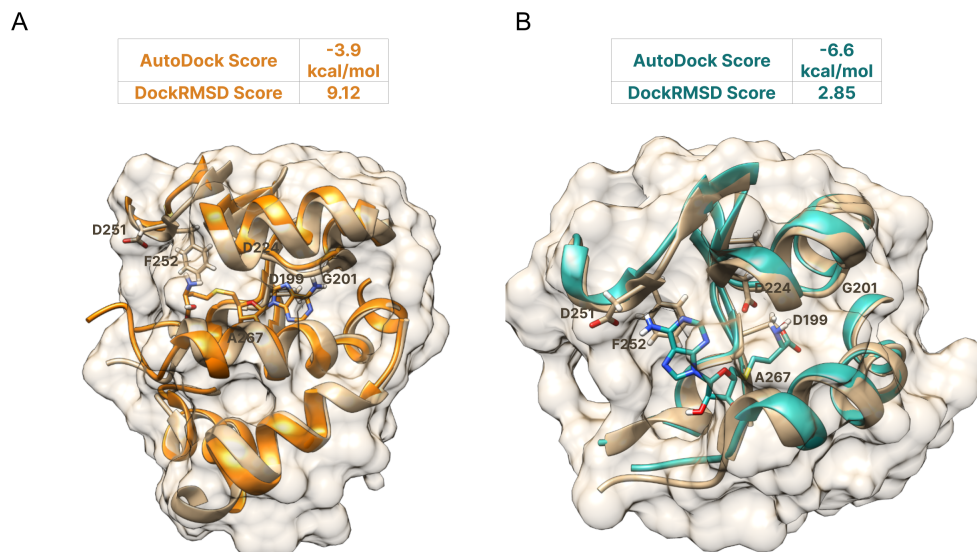 A
AutoDock Score -3.9 kcal/mol
DockRMSD Score 9.12
D251
F252
D224
D199
G201
A267
B
AutoDock Score -6.6 kcal/mol
DockRMSD Score 2.85
D251
F252
D224
G201
D199
A267